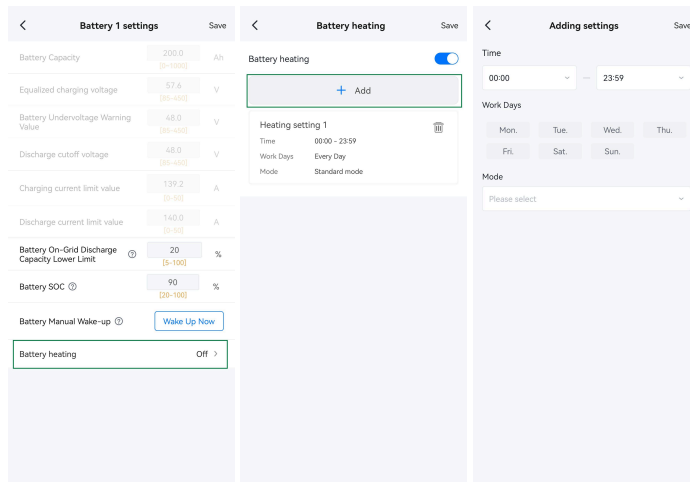 Battery 1 settings
Save
Battery Capacity
200.0
Ah
[5~1000]
Equalized charging voltage
57.6
V
[35~450]
Battery Undervoltage Warning
Value
48.0
V
[35~450]
Discharge cutoff voltage
48.0
V
[35~450]
Charging current limit value
139.2
A
[0~50]
Discharge current limit value
140.0
A
[0~50]
Battery On-Grid Discharge
Capacity Lower Limit
20
%
[5~100]
Battery SOC
90
%
[20~100]
Battery Manual Wake-up
Wake Up Now
Battery heating
Off
Battery heating
Save
Battery heating
+ Add
Heating setting 1
Time 00:00 ~ 23:59
Work Days Every Day
Mode Standard mode
Adding settings
Save
Time
00:00 — 23:59
Work Days
Mon. Tue. Wed. Thu.
Fri. Sat. Sun.
Mode
Please select